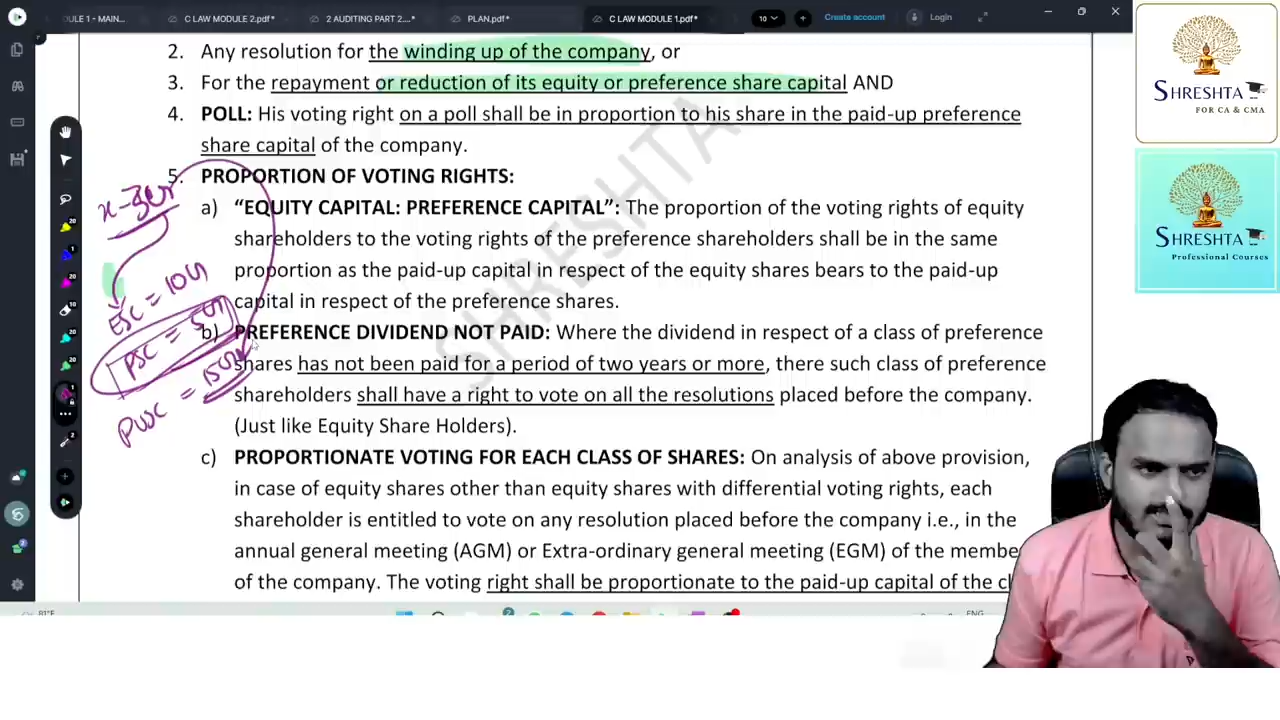 ULE 1 - MAIN...
C LAW MODULE 2.pdf*
2 AUDITING PART 2....*
PLAN.pdf*
C LAW MODULE 1.pdf*
10
Create account
Login
2. Any resolution for the winding up of the company, or
3. For the repayment or reduction of its equity or preference share capital AND
4. POLL: His voting right on a poll shall be in proportion to his share in the paid-up preference
share capital of the company.
5. PROPORTION OF VOTING RIGHTS:
a) “EQUITY CAPITAL: PREFERENCE CAPITAL”: The proportion of the voting rights of equity
shareholders to the voting rights of the preference shareholders shall be in the same
proportion as the paid-up capital in respect of the equity shares bears to the paid-up
capital in respect of the preference shares.
b) PREFERENCE DIVIDEND NOT PAID: Where the dividend in respect of a class of preference
shares has not been paid for a period of two years or more, there such class of preference
shareholders shall have a right to vote on all the resolutions placed before the company.
(Just like Equity Share Holders).
c) PROPORTIONATE VOTING FOR EACH CLASS OF SHARES: On analysis of above provision,
in case of equity shares other than equity shares with differential voting rights, each
shareholder is entitled to vote on any resolution placed before the company i.e., in the
annual general meeting (AGM) or Extra-ordinary general meeting (EGM) of the membe
of the company. The voting right shall be proportionate to the paid-up capital of the cl
SHRESHTA
x - 3cr
ESC = 10cr
PSC = 5cr
PUC = 15cr
ENG
SHRESHTA
FOR CA & CMA
SHRESHTA
Professional Courses